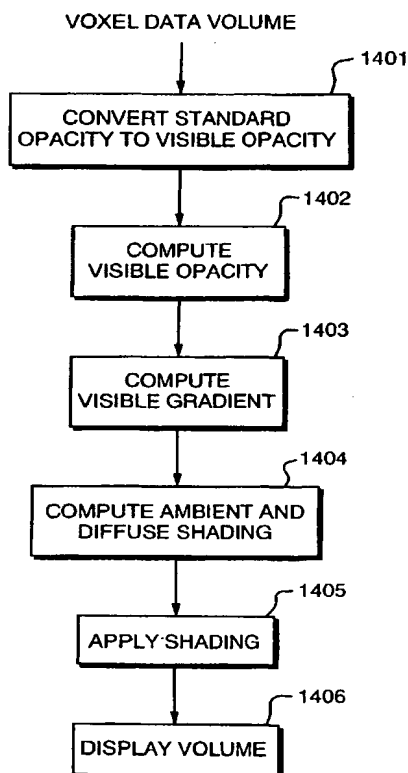 VOXEL DATA VOLUME
1401
CONVERT STANDARD
OPACITY TO VISIBLE OPACITY
1402
COMPUTE
VISIBLE OPACITY
1403
COMPUTE
VISIBLE GRADIENT
1404
COMPUTE AMBIENT AND
DIFFUSE SHADING
1405
APPLY SHADING
1406
DISPLAY VOLUME